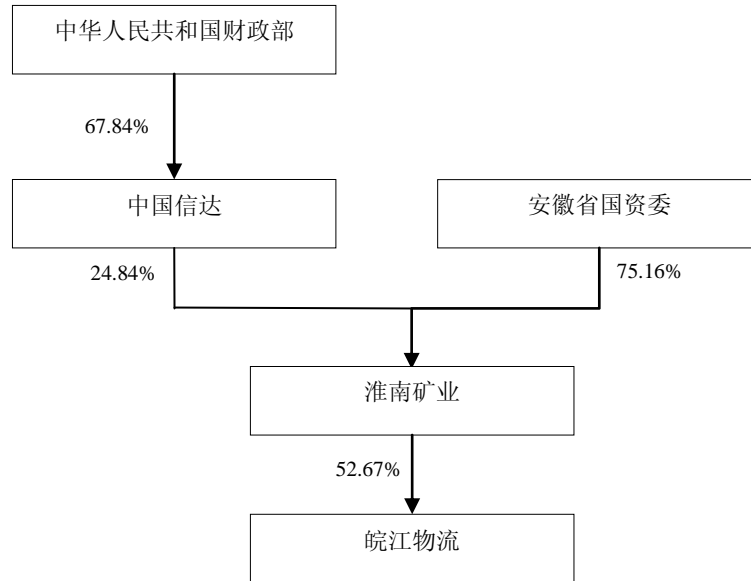 中华人民共和国财政部
67.84%
中国信达
安徽省国资委
24.84%
75.16%
淮南矿业
52.67%
皖江物流